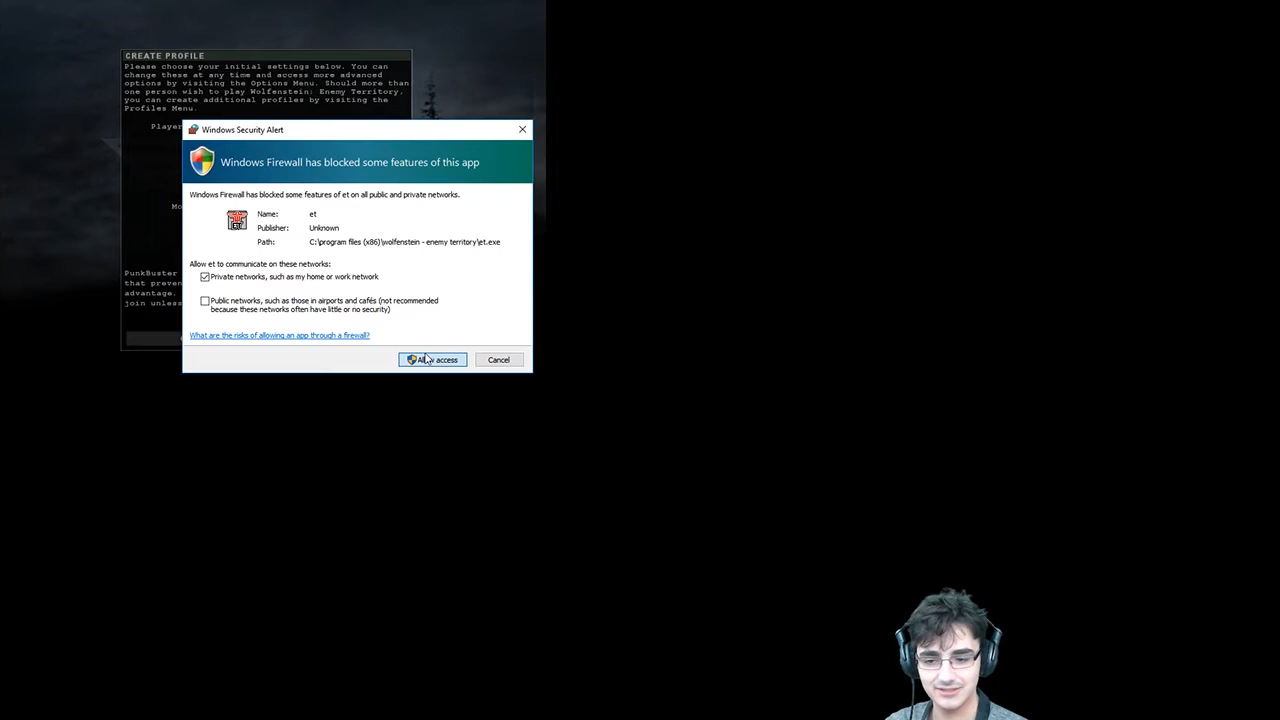 CREATE PROFILE
Please choose your initial settings below. You can
change these at any time and access more advanced
options by visiting the Options Menu. Should more than
one person wish to play Wolfenstein: Enemy Territory,
you can create additional profiles by visiting the
Profiles Menu.
Player
Windows Security Alert
Windows Firewall has blocked some features of this app
Windows Firewall has blocked some features of et on all public and private networks.
Name: et
Publisher: Unknown
Path: C:\program files (x86)\wolfenstein - enemy territory\et.exe
Mo
Allow et to communicate on these networks:
PunkBuster
Private networks, such as my home or work network
that preven
advantage.
Public networks, such as those in airports and cafés (not recommended
join unless
because these networks often have little or no security)
What are the risks of allowing an app through a firewall?
Allow access
Cancel